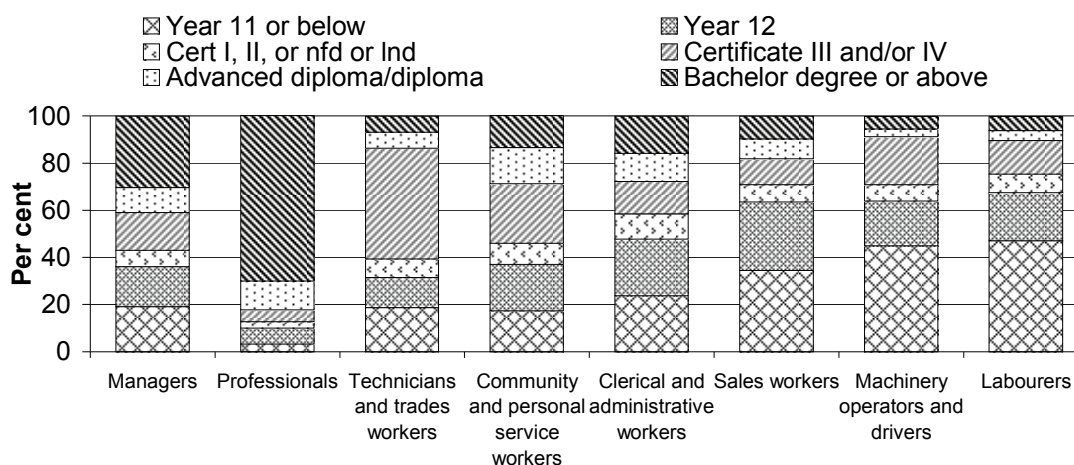 Year 11 or below
Year 12
Cert I, II, or nfd or lnd
Certificate III and/or IV
Advanced diploma/diploma
Bachelor degree or above
100
80
60
40
20
0
Per cent
Managers
Professionals
Technicians
and trades
workers
Community
and personal
service
workers
Clerical and
administrative
workers
Sales workers
Machinery
operators and
drivers
Labourers